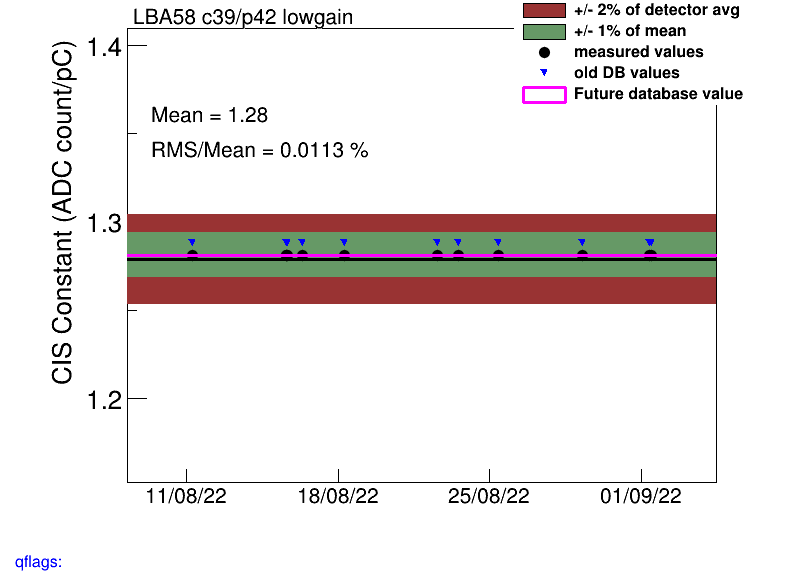 LBA58 c39/p42 lowgain
+/- 2% of detector avg
+/- 1% of mean
measured values
old DB values
Future database value
Mean = 1.28
RMS/Mean = 0.0113 %
CIS Constant (ADC count/pC)
1.4
1.3
1.2
11/08/22 18/08/22 25/08/22 01/09/22
qflags: